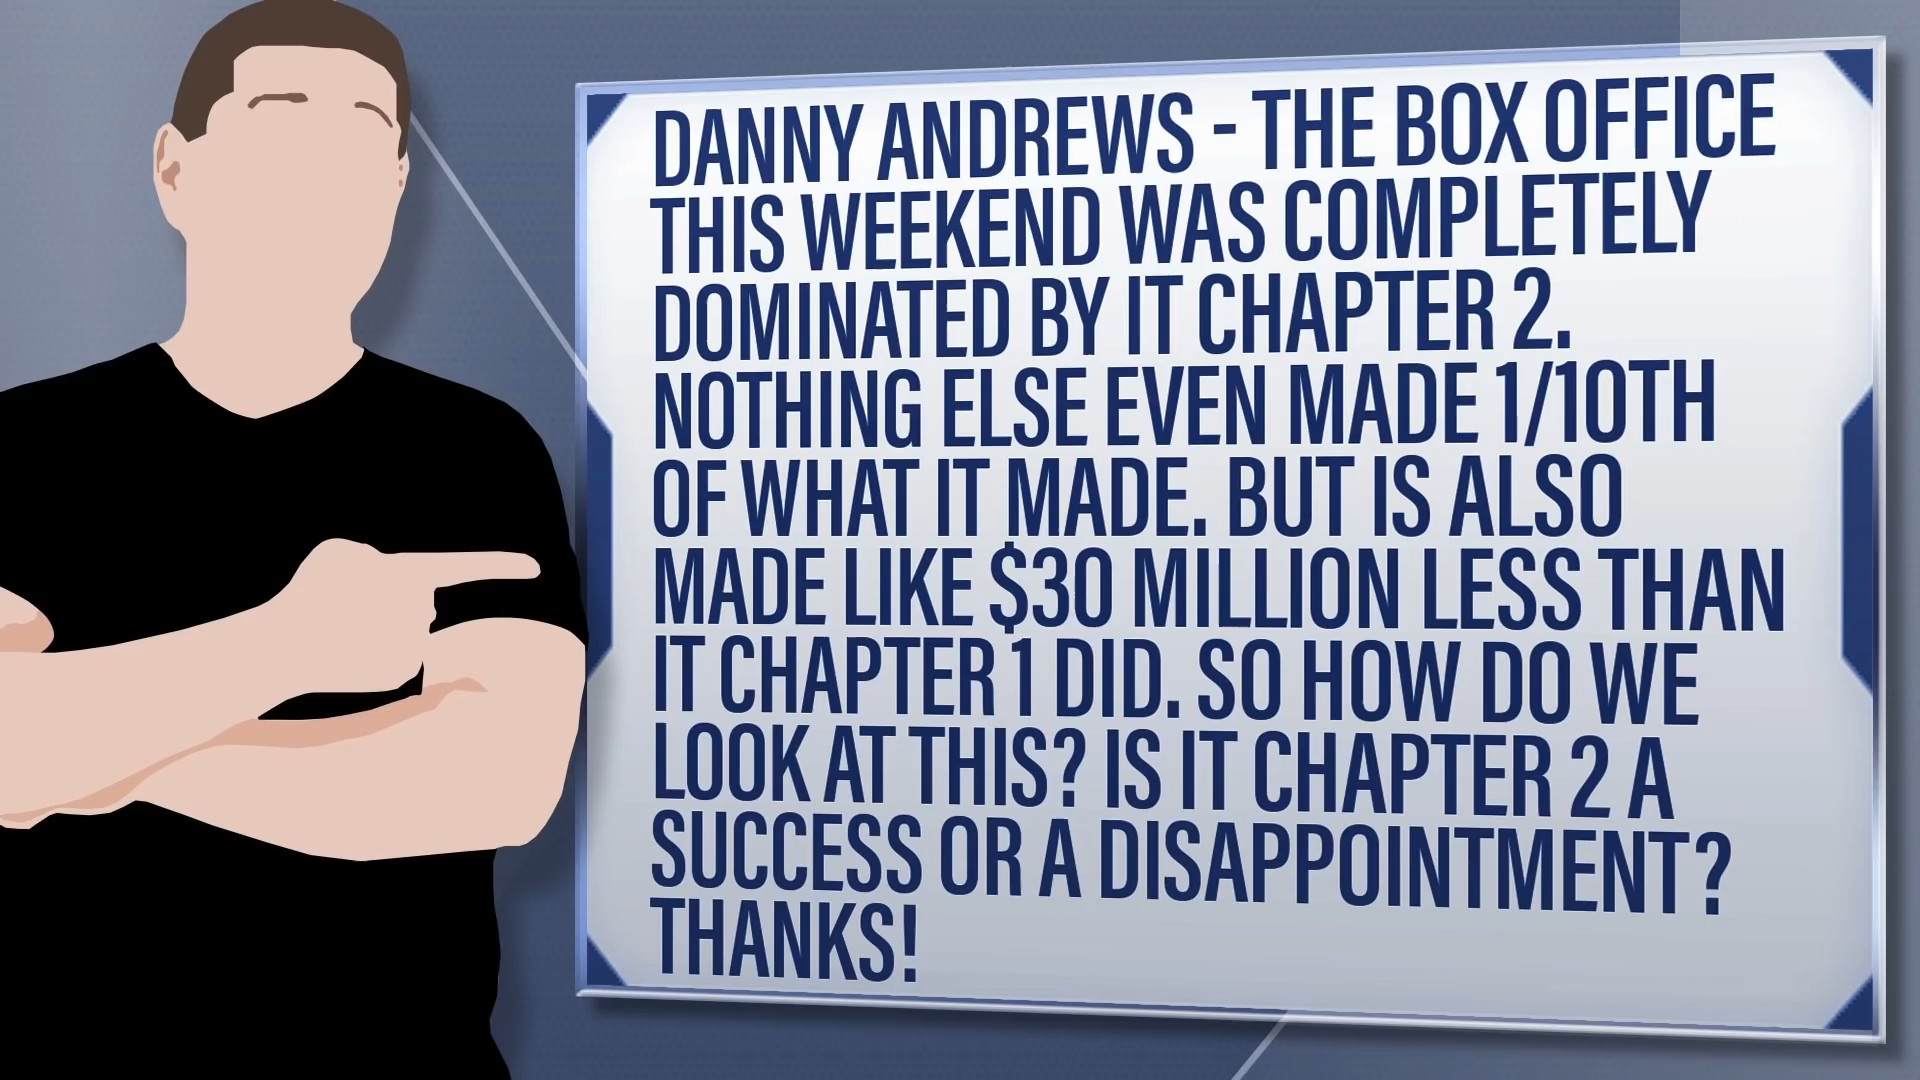 DANNY ANDREWS - THE BOX OFFICE
THIS WEEKEND WAS COMPLETELY
DOMINATED BY IT CHAPTER 2.
NOTHING ELSE EVEN MADE 1/10TH
OF WHAT IT MADE. BUT IS ALSO
MADE LIKE $30 MILLION LESS THAN
IT CHAPTER 1 DID. SO HOW DO WE
LOOK AT THIS? IS IT CHAPTER 2 A
SUCCESS OR A DISAPPOINTMENT?
THANKS!